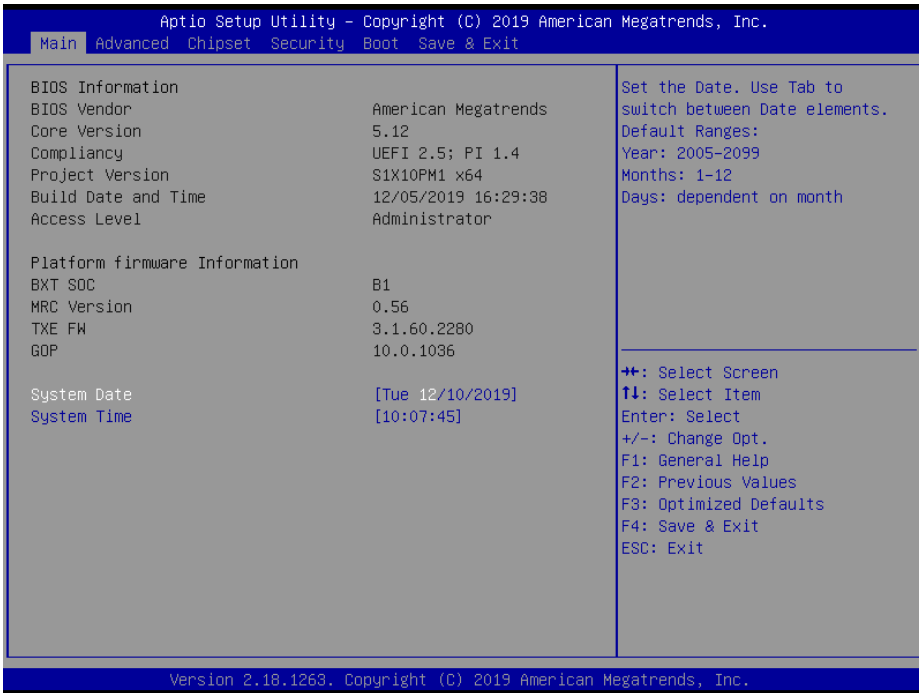 Aptio Setup Utility – Copyright (C) 2019 American Megatrends, Inc.
Main Advanced Chipset Security Boot Save & Exit
BIOS Information
BIOS Vendor American Megatrends
Core Version 5.12
Compliancy UEFI 2.5; PI 1.4
Project Version S1X10PM1 x64
Build Date and Time 12/05/2019 16:29:38
Access Level Administrator
Platform firmware Information
BXT SOC B1
MRC Version 0.56
TXE FW 3.1.60.2280
GOP 10.0.1036
System Date [Tue 12/10/2019]
System Time [10:07:45]
Set the Date. Use Tab to
switch between Date elements.
Default Ranges:
Year: 2005-2099
Months: 1-12
Days: dependent on month
→←: Select Screen
↑↓: Select Item
Enter: Select
+/-: Change Opt.
F1: General Help
F2: Previous Values
F3: Optimized Defaults
F4: Save & Exit
ESC: Exit
Version 2.18.1263. Copyright (C) 2019 American Megatrends, Inc.